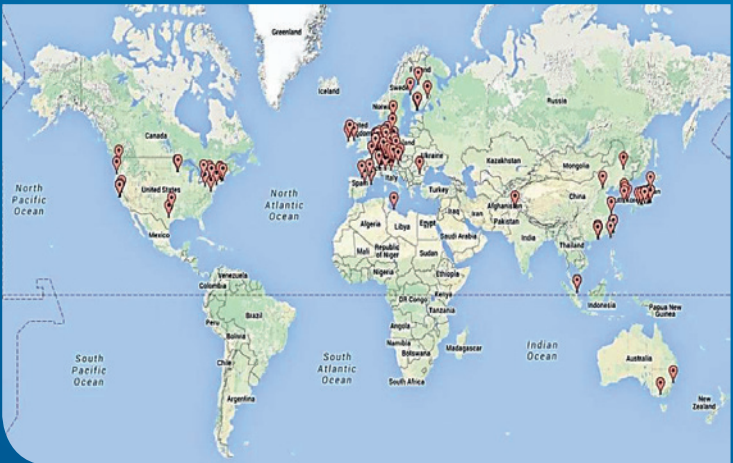 Greenland
Iceland
Russia
Canada
Ukraine
Kazakhstan
Mongolia
North
Pacific
Ocean
United States
North
Atlantic
Ocean
Spain
Italy
Turkey
Afghanistan
China
Iraq
Iran
Pakistan
Mexico
Algeria
Libya
Egypt
Saudi Arabia
India
Thailand
Mali
Republic
of Niger
Sudan
Nigeria
Ethiopia
Venezuela
Colombia
DR Congo
Kenya
Tanzania
Indonesia
Papua New
Guinea
Peru
Brazil
Bolivia
Angola
Namibia
Botswana
Madagascar
Indian
Ocean
South
Pacific
Ocean
Chile
South
Atlantic
Ocean
Australia
South Africa
Argentina
New
Zealand